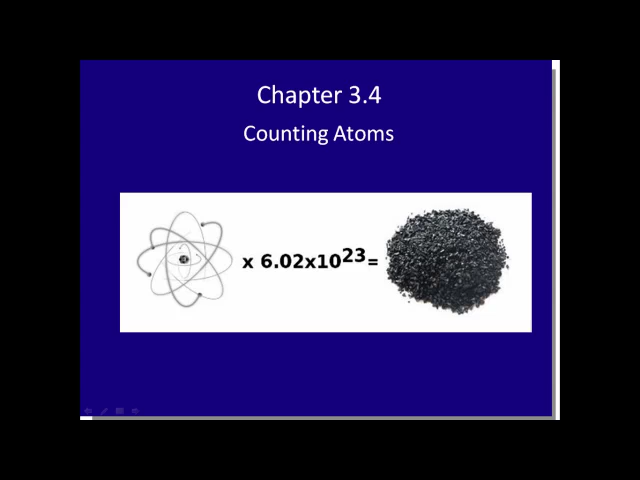 Chapter 3.4
Counting Atoms
x 6.02x10²³=